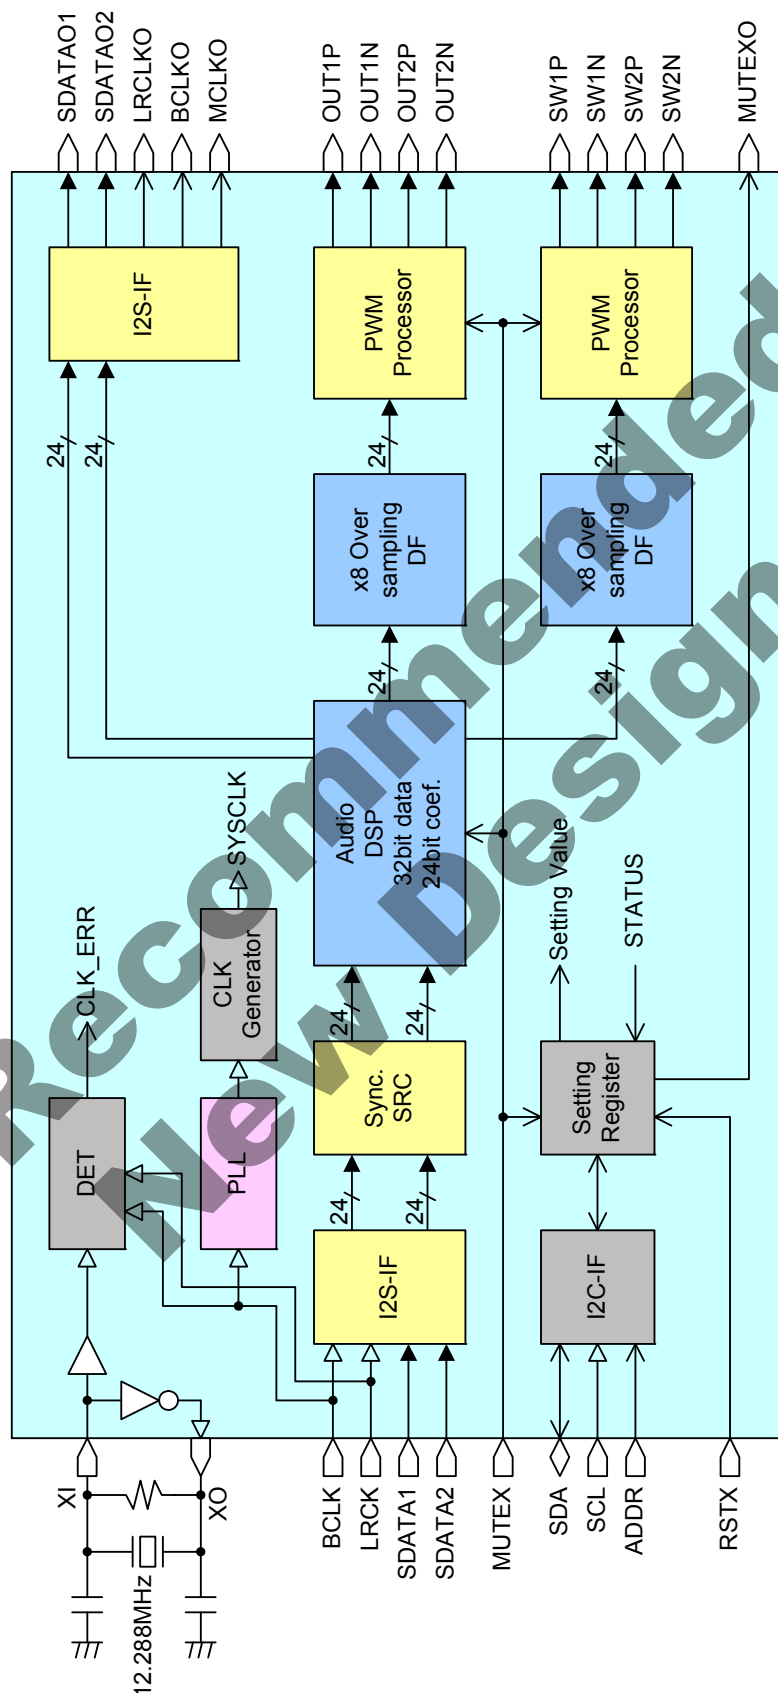 SDATAO1
SDATAO2
LRCLKO
BCLKO
MCLKO
OUT1P
OUT1N
OUT2P
OUT2N
SW1P
SW1N
SW2P
SW2N
MUTEXO
I2S-IF
PWM
Processor
PWM
Processor
24
24
24
24
x8 Over
sampling
DF
x8 Over
sampling
DF
24
24
Audio
DSP
32bit data
24bit coef.
SYSCLK
CLK_ERR
Setting Value
STATUS
CLK
Generator
24
24
DET
PLL
Sync.
SRC
Setting
Register
24
24
I2S-IF
I2C-IF
XI
XO
12.288MHz
BCLK
LRCK
SDATA1
SDATA2
MUTEX
SDA
SCL
ADDR
RSTX
Recommended
New Design